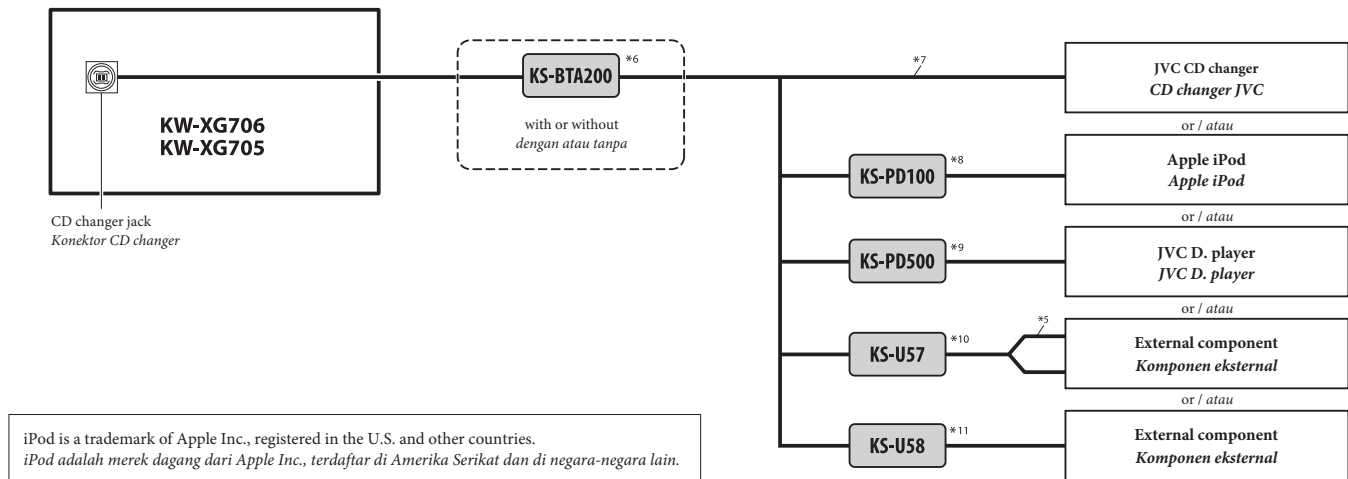 KS-BTA200 *6
*7
JVC CD changer
CD changer JVC
KW-XG706
KW-XG705
with or without
dengan atau tanpa
or / atau
KS-PD100 *8
Apple iPod
Apple iPod
CD changer jack
Konektor CD changer
or / atau
KS-PD500 *9
JVC D. player
JVC D. player
or / atau
*5
KS-U57 *10
External component
Komponen eksternal
or / atau
KS-U58 *11
External component
Komponen eksternal
iPod is a trademark of Apple Inc., registered in the U.S. and other countries.
iPod adalah merek dagang dari Apple Inc., terdaftar di Amerika Serikat dan di negara-negara lain.